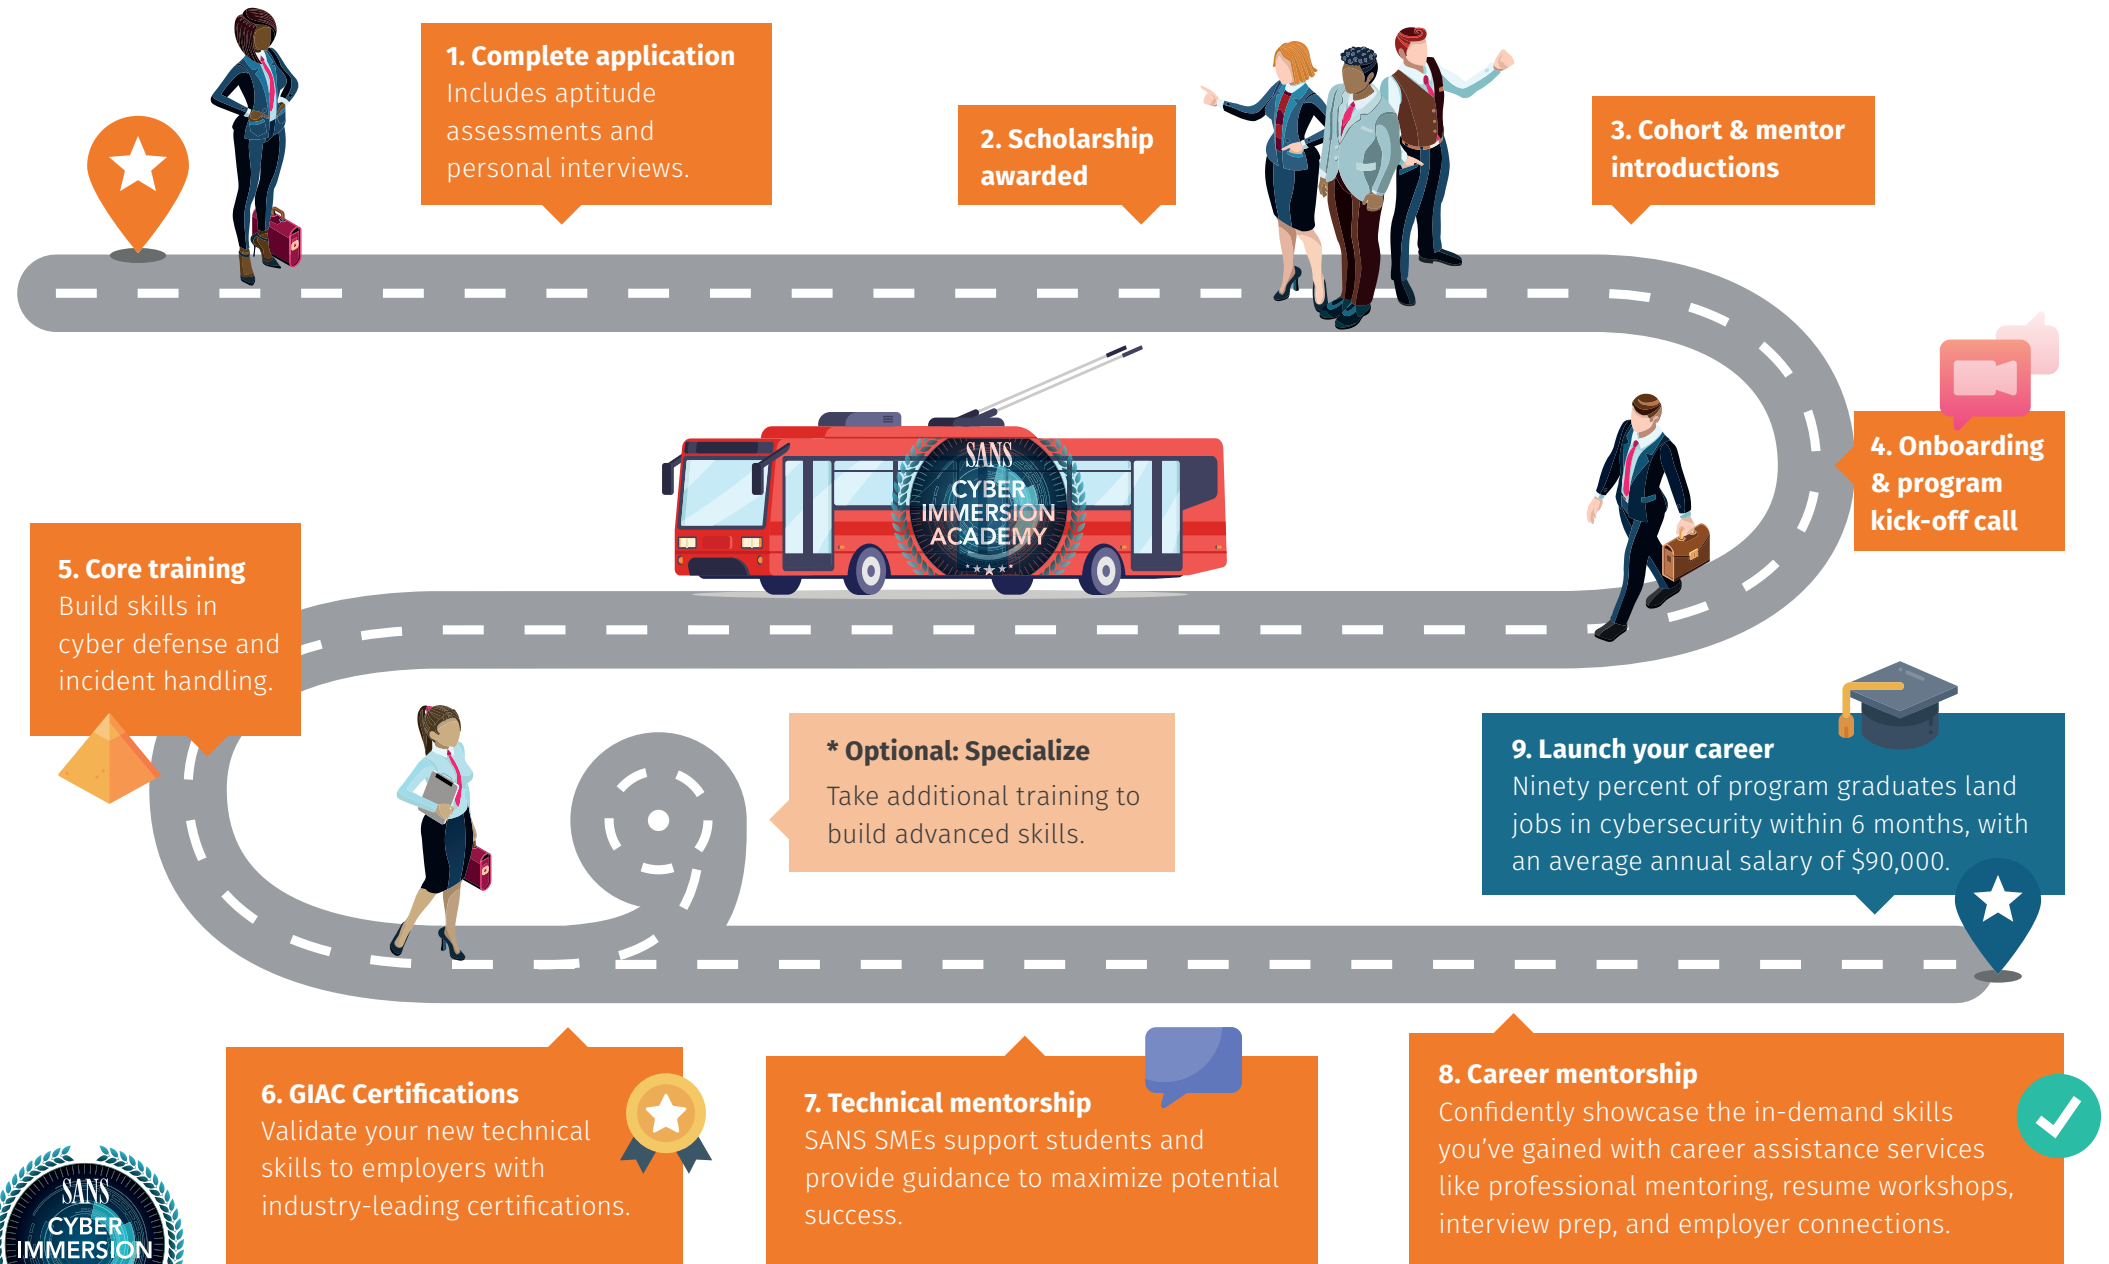 1. Complete application
Includes aptitude
assessments and
personal interviews.
2. Scholarship
awarded
3. Cohort & mentor
introductions
4. Onboarding
& program
kick-off call
SANS
CYBER
IMMERSION
ACADEMY
5. Core training
Build skills in
cyber defense and
incident handling.
* Optional: Specialize
Take additional training to
build advanced skills.
9. Launch your career
Ninety percent of program graduates land
jobs in cybersecurity within 6 months, with
an average annual salary of $90,000.
6. GIAC Certifications
Validate your new technical
skills to employers with
industry-leading certifications.
7. Technical mentorship
SANS SMEs support students and
provide guidance to maximize potential
success.
8. Career mentorship
Confidently showcase the in-demand skills
you’ve gained with career assistance services
like professional mentoring, resume workshops,
interview prep, and employer connections.
SANS
CYBER
IMMERSION